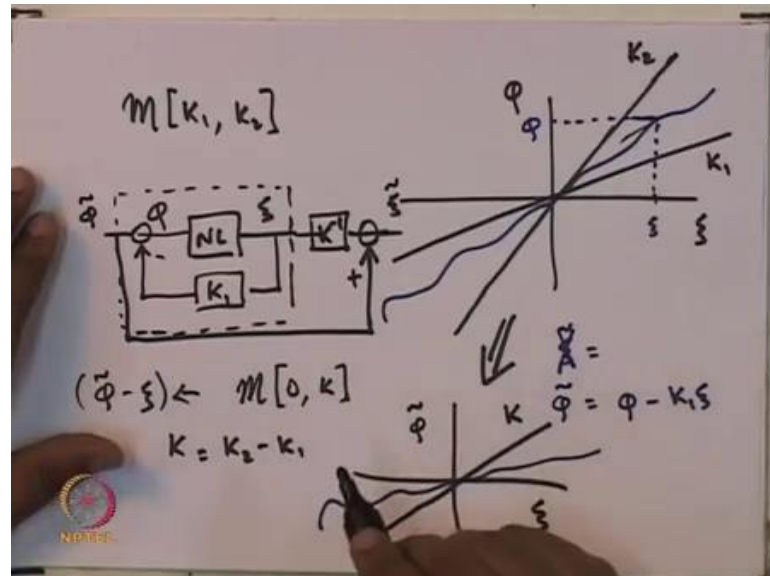 m[K₁, K₂]
φ̃
φ
-
NL
ξ
K⁻¹
ξ̃
K₁
+
(φ̃-ξ) ← m[0, K]
K = K₂ - K₁
K₂
φ
φ
K₁
ξ
ξ
=
φ̃ = φ - K₁ξ
φ̃
K
ξ
NPTEL